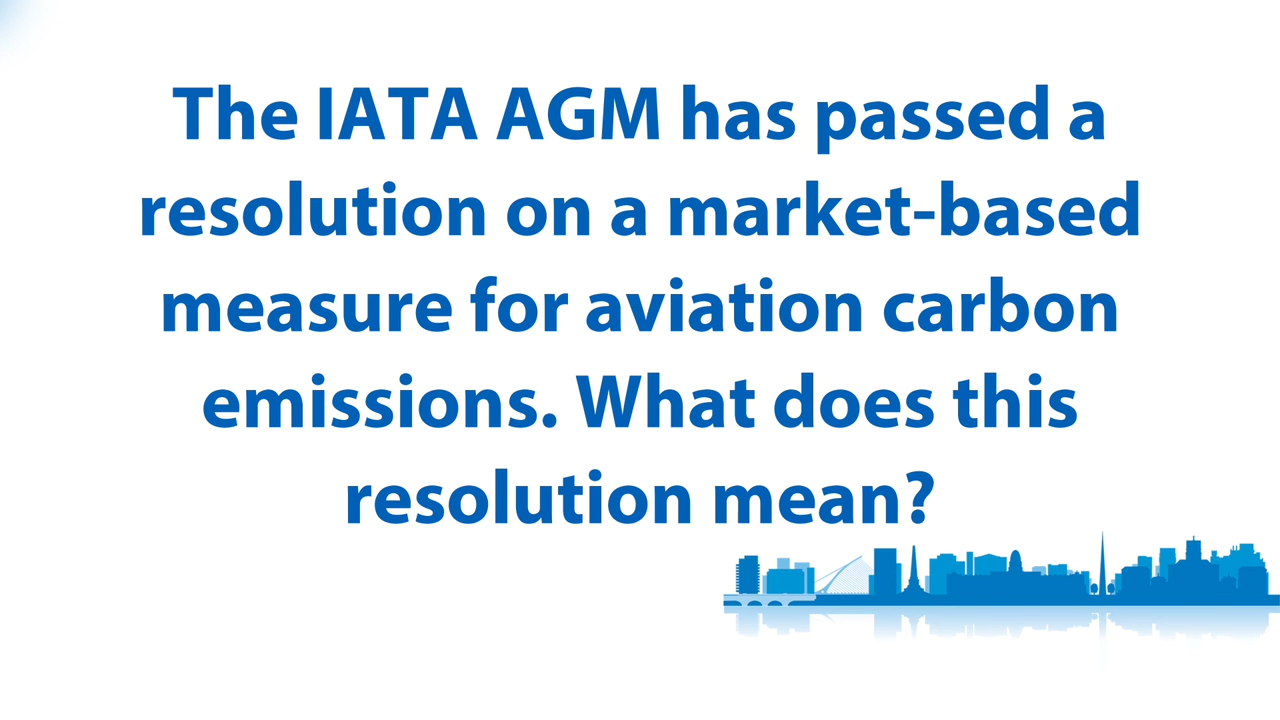 The IATA AGM has passed a
resolution on a market-based
measure for aviation carbon
emissions. What does this
resolution mean?